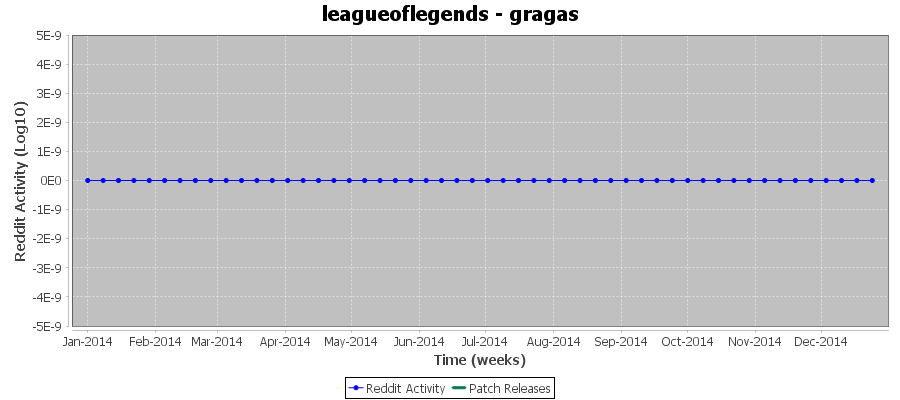 leagueoflegends - gragas
Reddit Activity (Log10)
5E-9
4E-9
3E-9
2E-9
1E-9
0E0
-1E-9
-2E-9
-3E-9
-4E-9
-5E-9
Jan-2014 Feb-2014 Mar-2014 Apr-2014 May-2014 Jun-2014 Jul-2014 Aug-2014 Sep-2014 Oct-2014 Nov-2014 Dec-2014
Time (weeks)
Reddit Activity Patch Releases